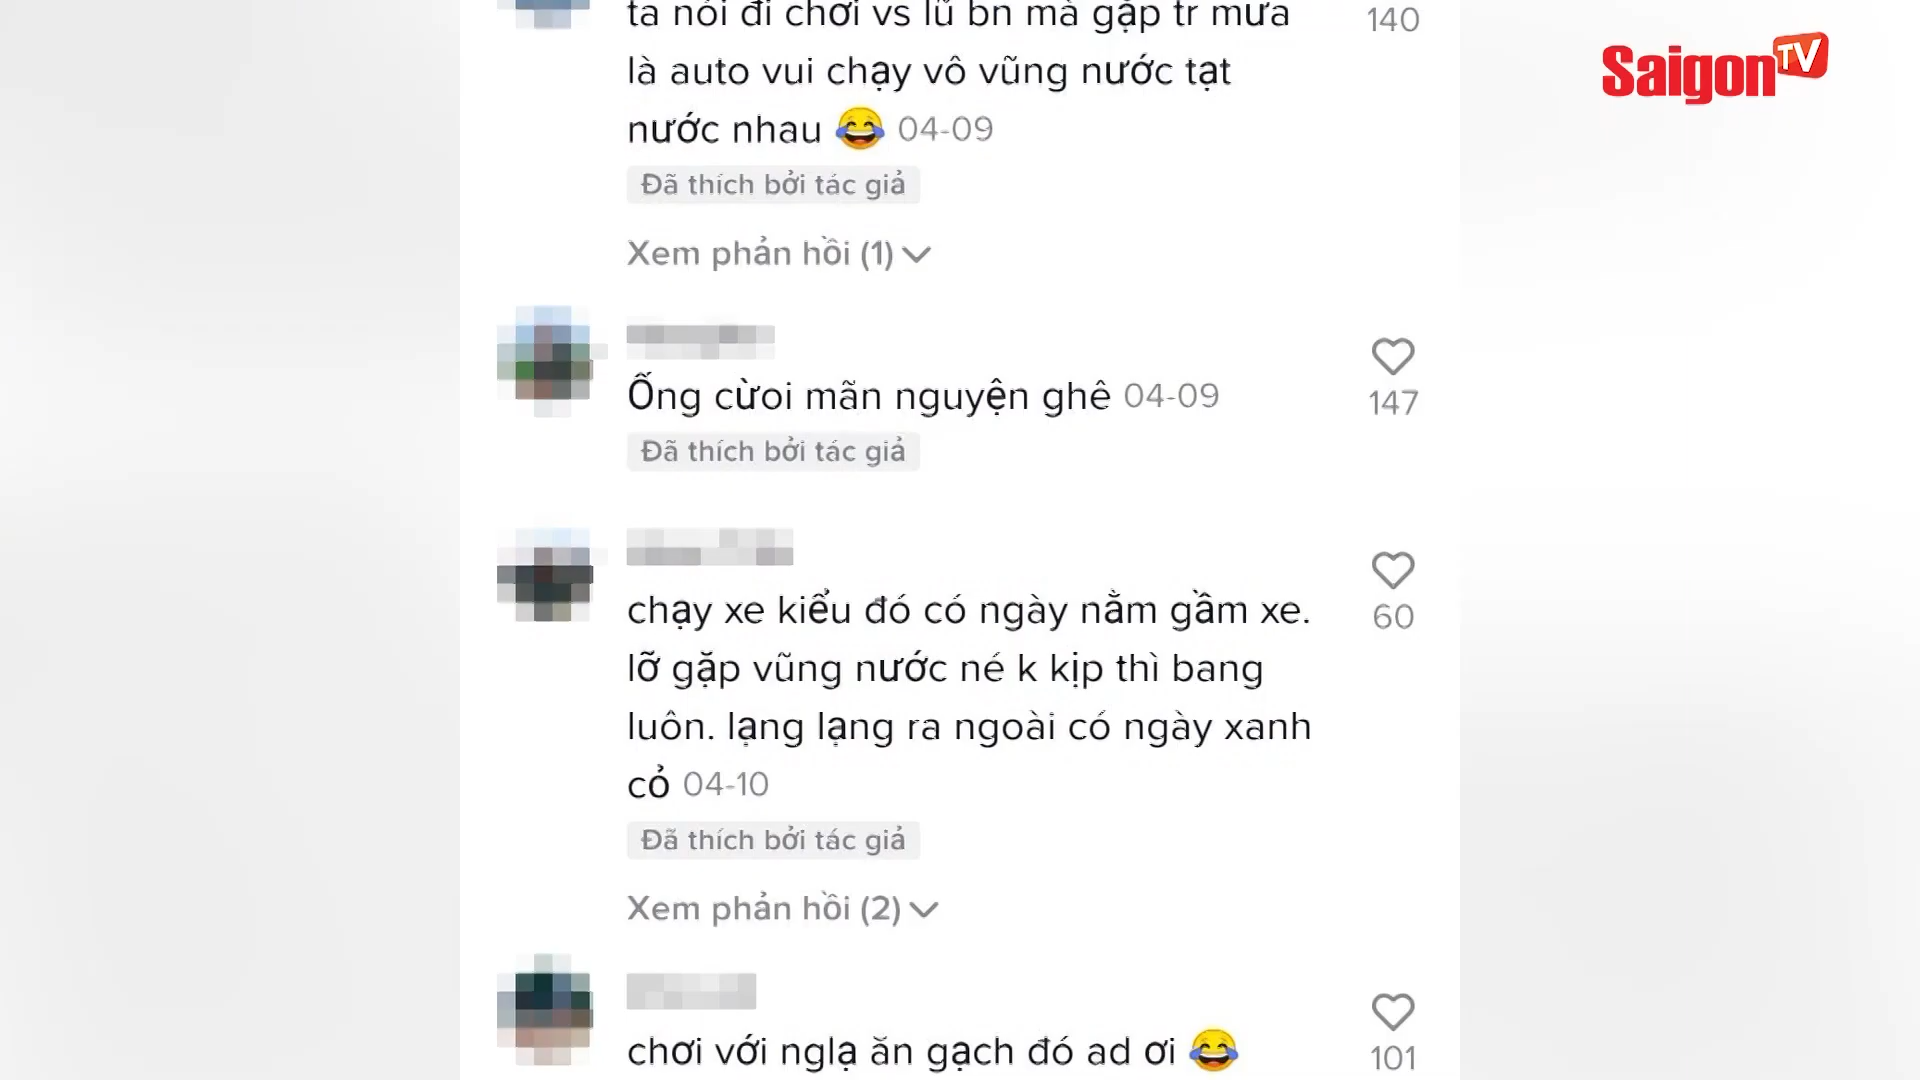 ta nói đi chơi vs lũ bn mà gặp tr mưa
140
là auto vui chạy vô vũng nước tạt
nước nhau 😂 04-09
Đã thích bởi tác giả
Xem phản hồi (1)
Ống cừoi mãn nguyện ghê 04-09
147
Đã thích bởi tác giả
chạy xe kiểu đó có ngày nằm gầm xe.
60
lỡ gặp vũng nước né k kịp thì bang
luôn. lạng lạng ra ngoài có ngày xanh
cỏ 04-10
Đã thích bởi tác giả
Xem phản hồi (2)
chơi với nglạ ăn gạch đó ad ơi 😂
101
Saigon TV